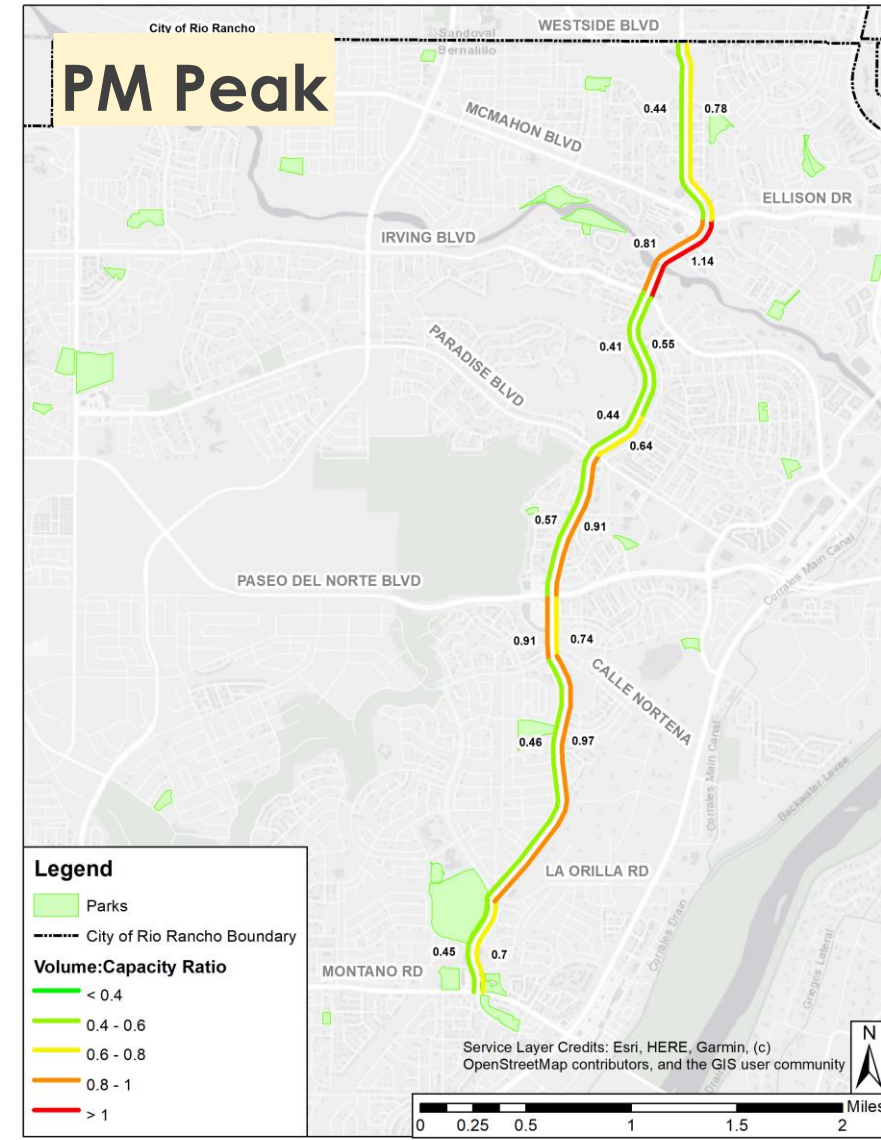 City of Rio Rancho
WESTSIDE BLVD
Sandoval
Bernalillo
PM Peak
0.44
0.78
MCMAHON BLVD
ELLISON DR
IRVING BLVD
0.81
1.14
PARADISE BLVD
0.41
0.55
0.44
0.64
0.57
0.91
Corrales Main Canal
PASEO DEL NORTE BLVD
0.91
0.74
CALLE NORTENA
0.46
0.97
Corrales Main Canal
Backwater Levee
LA ORILLA RD
Corrales Drain
Griegos Lateral
0.45
0.7
MONTANO RD
Legend
Parks
City of Rio Rancho Boundary
Volume:Capacity Ratio
< 0.4
0.4 - 0.6
0.6 - 0.8
0.8 - 1
> 1
Service Layer Credits: Esri, HERE, Garmin, (c)
OpenStreetMap contributors, and the GIS user community
N
Miles
0 0.25 0.5 1 1.5 2